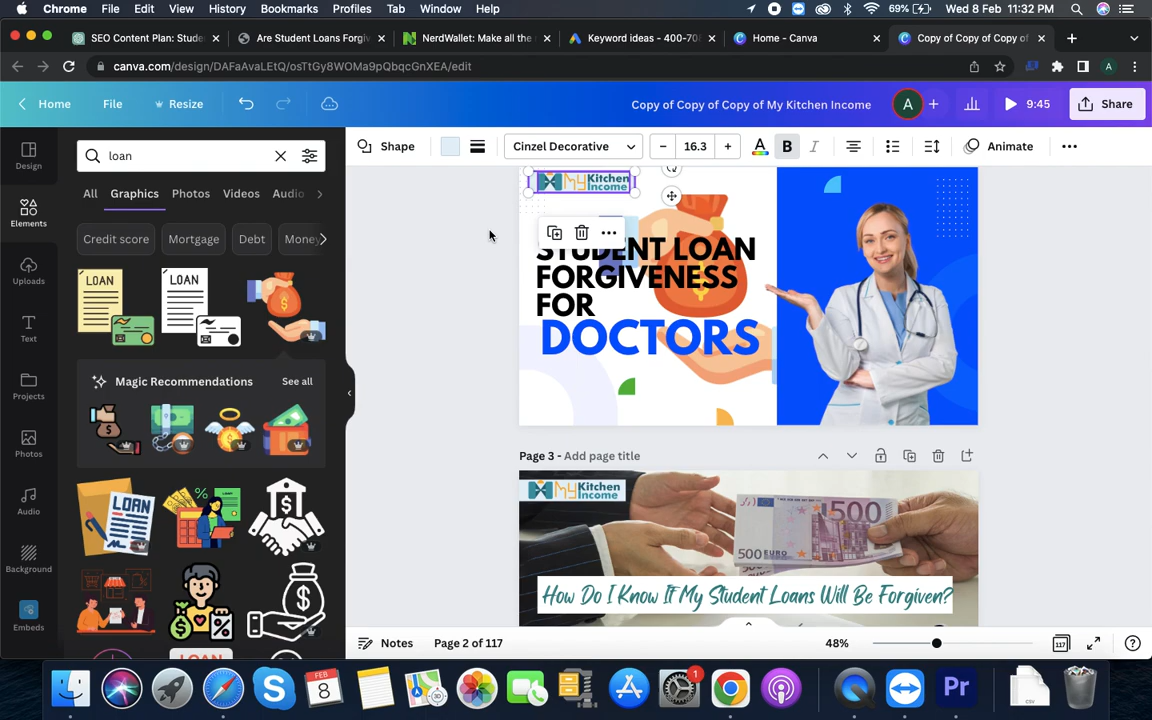 Chrome File Edit View History Bookmarks Profiles Tab Window Help 69% Wed 8 Feb 11:32 PM
SEO Content Plan: Stude Are Student Loans Forgiv NerdWallet: Make all the Keyword ideas - 400-70 Home - Canva Copy of Copy of Copy of
canva.com/design/DAFaAvaLEtQ/osTtGy8WOMa9pQbqcGnXEA/edit A
Home File Resize Copy of Copy of Copy of My Kitchen Income A + 9:45 Share
Shape Cinzel Decorative – 16.3 + A B I Animate
Design
Elements
Uploads
Text
Projects
Photos
Audio
Background
Embeds
loan
All Graphics Photos Videos Audio
Credit score Mortgage Debt Money
LOAN LOAN
Magic Recommendations See all
LOAN
%
LOAN
My Kitchen
Income
STUDENT LOAN
FORGIVENESS
FOR
DOCTORS
Page 3 - Add page title
My Kitchen
Income
500
500 EURO
How Do I Know If My Student Loans Will Be Forgiven?
Notes Page 2 of 117 48% 117
FEB
8
1
Pr
CSV